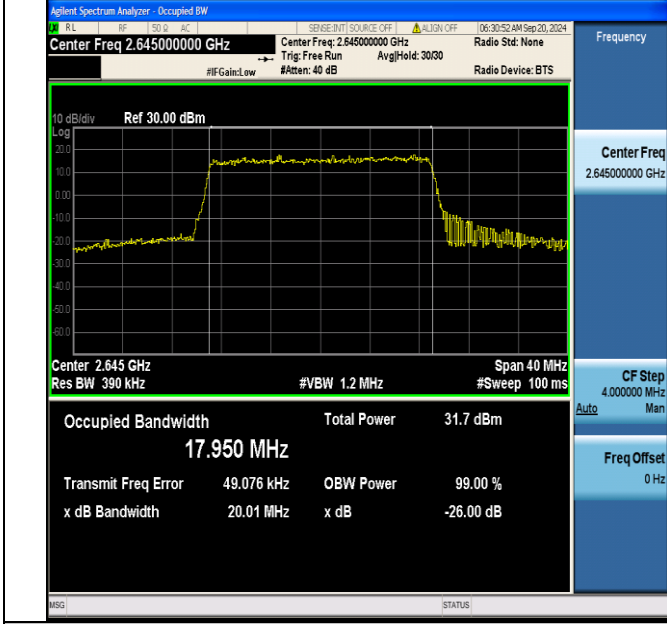 Agilent Spectrum Analyzer - Occupied BW
RL RF 50 Ω AC SENSE:INT SOURCE OFF ALIGN OFF 06:30:52 AM Sep 20, 2024
Center Freq 2.645000000 GHz
Center Freq: 2.645000000 GHz
Radio Std: None
Trig: Free Run Avg|Hold: 30/30
#IFGain:Low
#Atten: 40 dB
Radio Device: BTS
10 dB/div Ref 30.00 dBm
Log
20.0
10.0
0.00
-10.0
-20.0
-30.0
-40.0
-50.0
-60.0
Center 2.645 GHz Span 40 MHz
Res BW 390 kHz #VBW 1.2 MHz #Sweep 100 ms
Occupied Bandwidth Total Power 31.7 dBm
17.950 MHz
Transmit Freq Error 49.076 kHz OBW Power 99.00 %
x dB Bandwidth 20.01 MHz x dB -26.00 dB
MSG STATUS
Frequency
Center Freq
2.645000000 GHz
CF Step
4.000000 MHz
Auto Man
Freq Offset
0 Hz